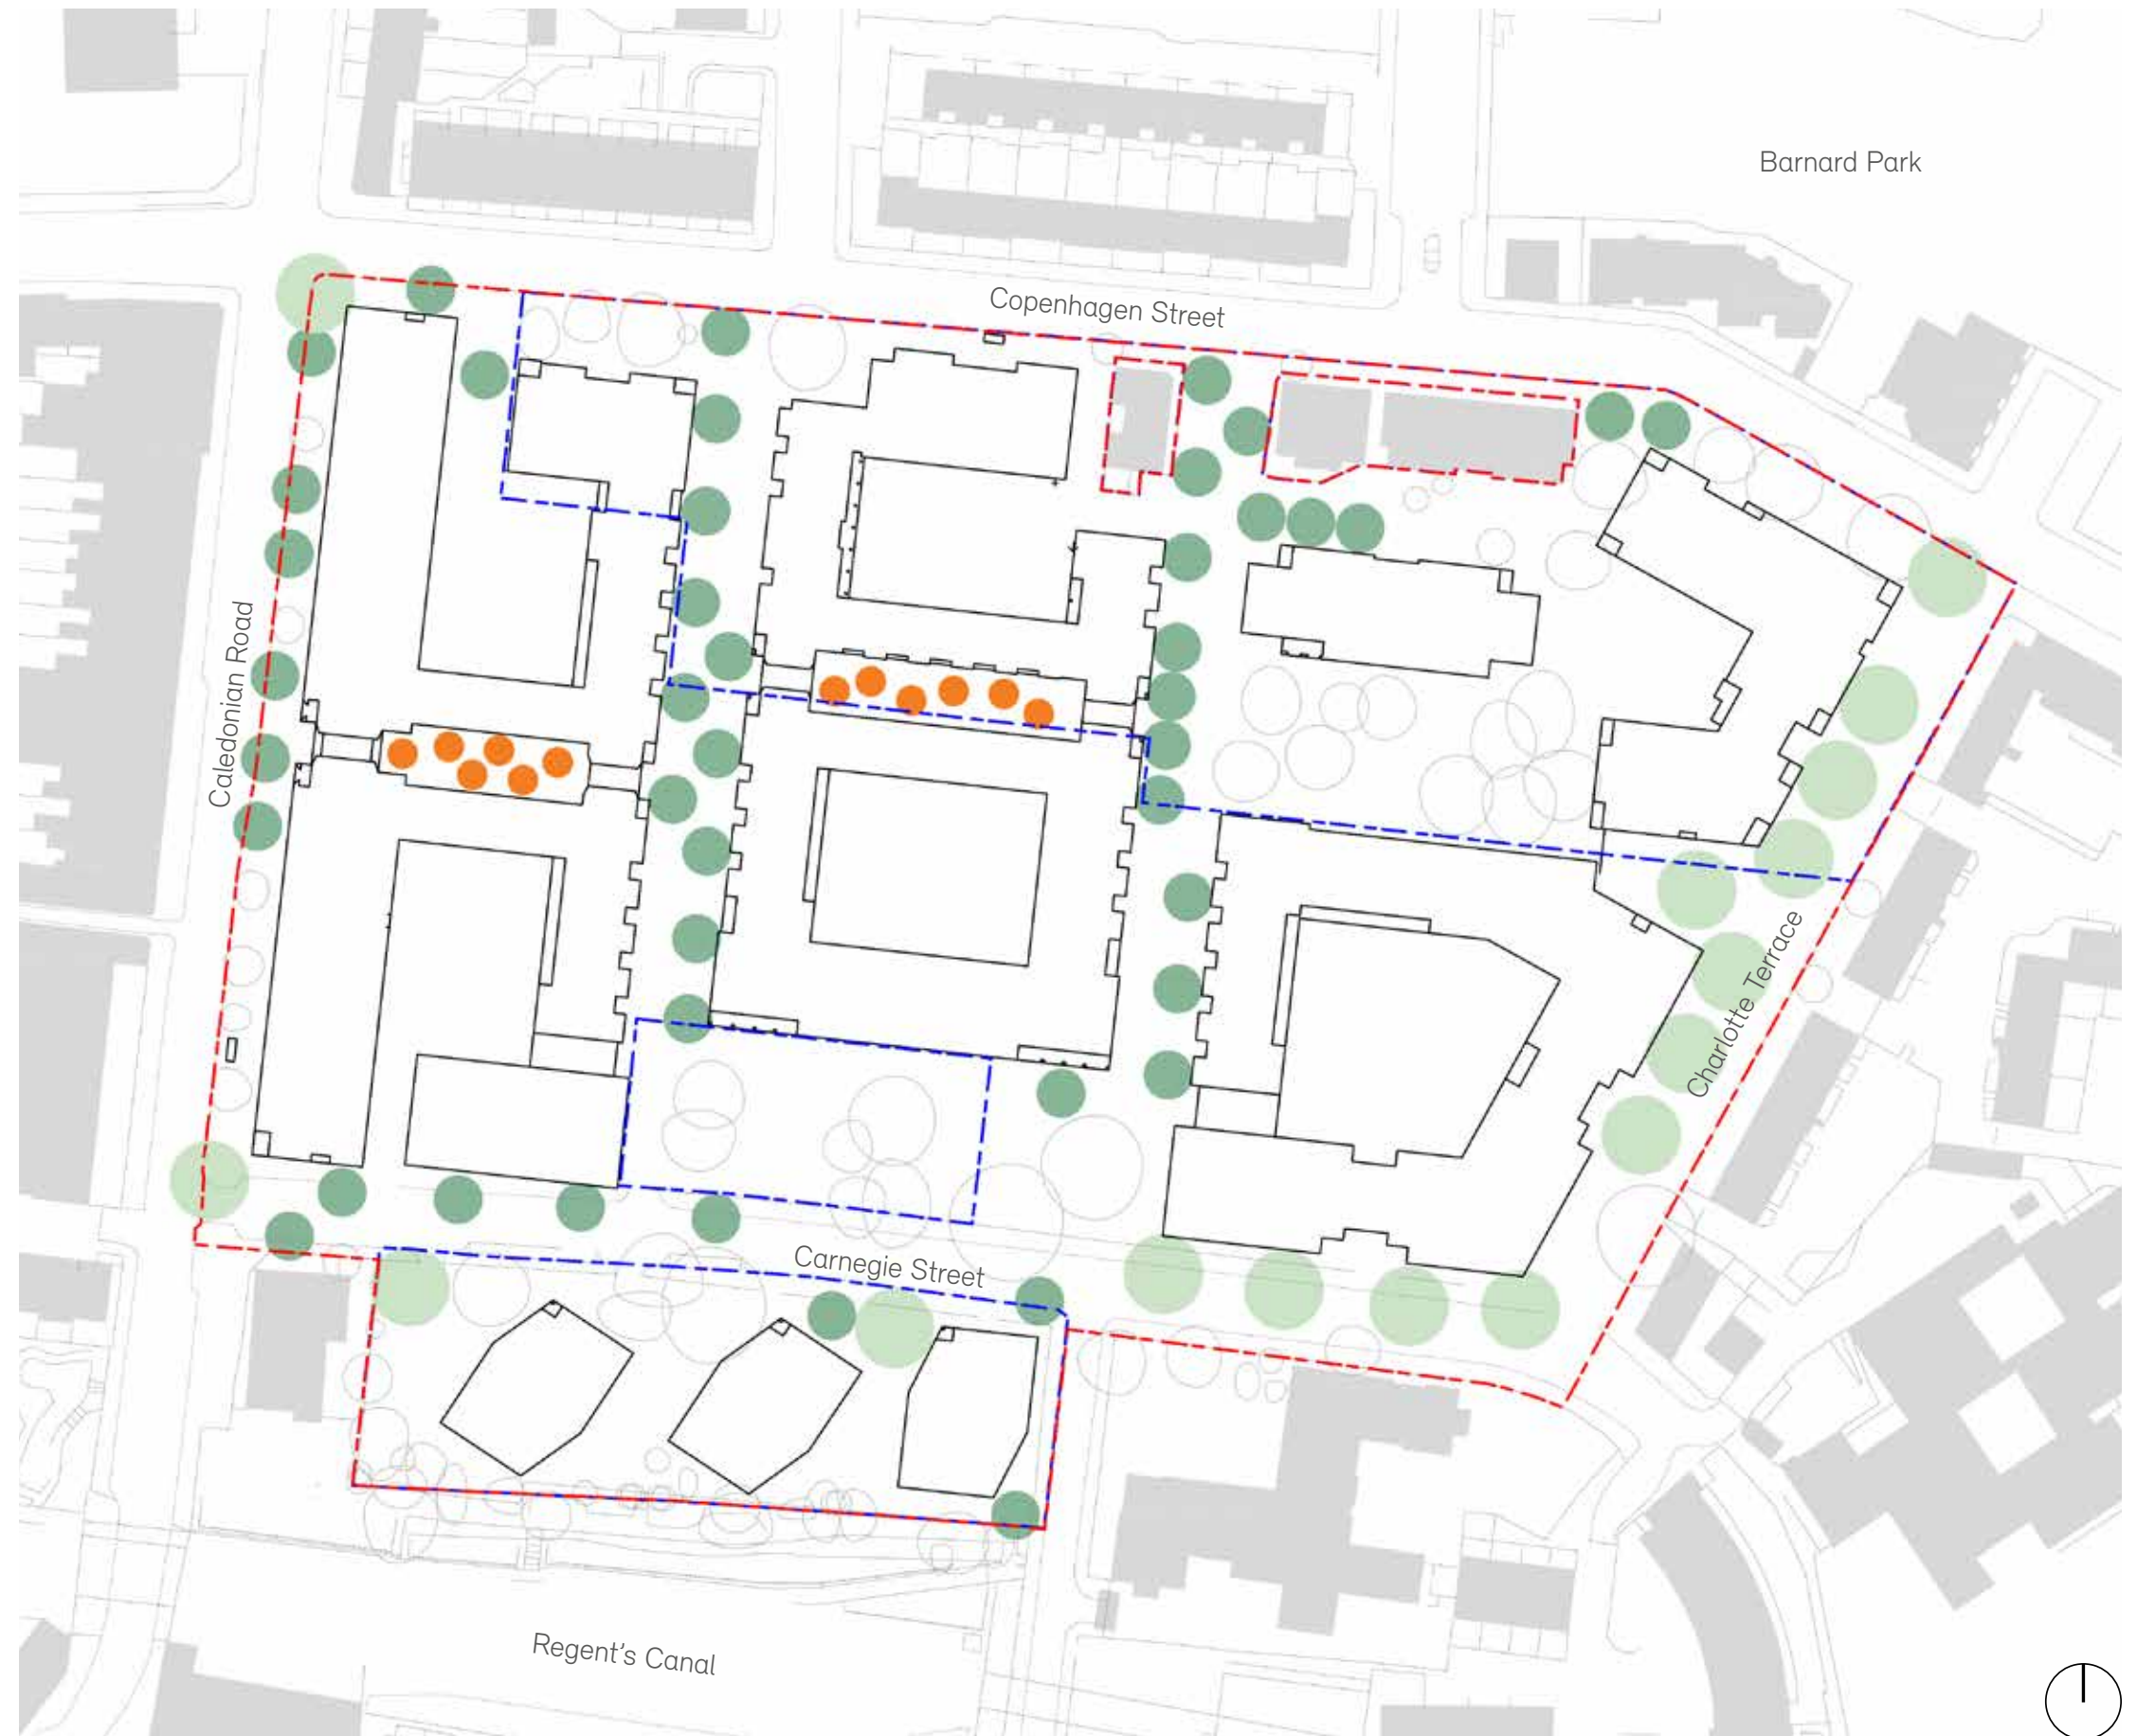 Barnard Park
Copenhagen Street
Caledonian Road
Charlotte Terrace
Carnegie Street
Regent's Canal